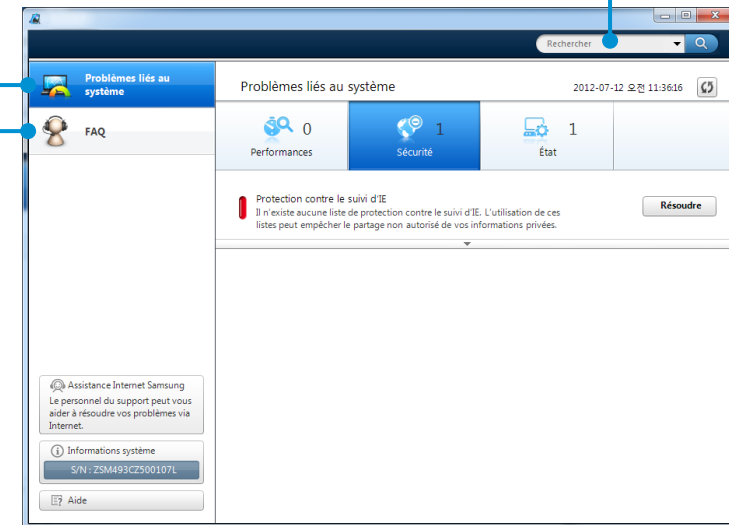 Rechercher
Problèmes liés au
système
FAQ
Problèmes liés au système
2012-07-12 오전 11:36:16
0
Performances
1
Sécurité
1
État
Protection contre le suivi d'IE
Il n'existe aucune liste de protection contre le suivi d'IE. L'utilisation de ces
listes peut empêcher le partage non autorisé de vos informations privées.
Résoudre
Assistance Internet Samsung
Le personnel du support peut vous
aider à résoudre vos problèmes via
Internet.
Informations système
S/N : ZSM493CZ500107L
Aide